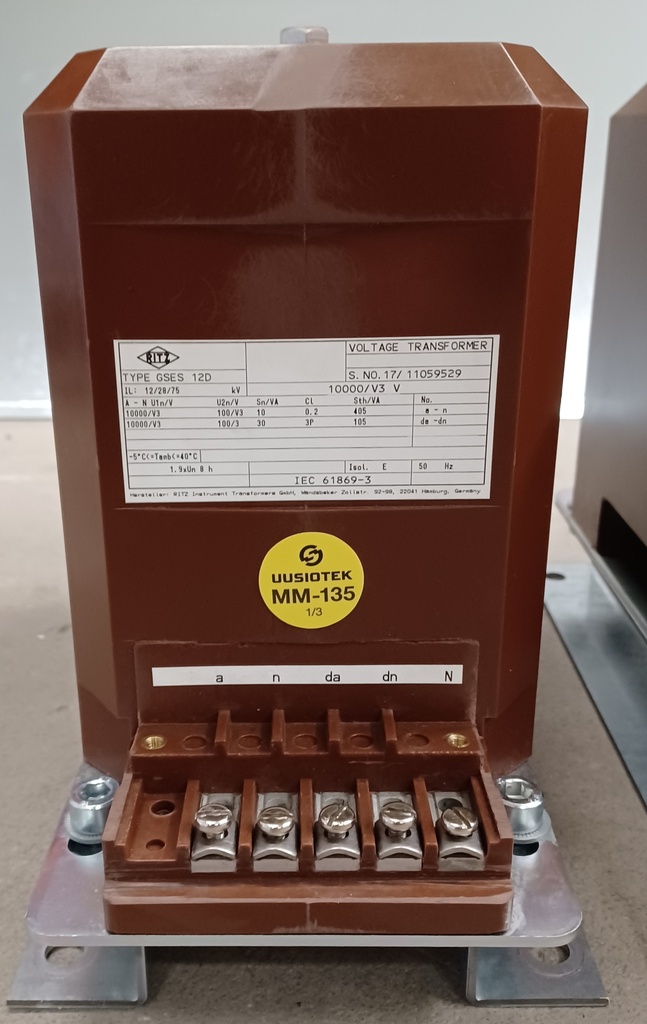 RITZ
VOLTAGE TRANSFORMER
TYPE GSES 12D
S. NO. 17/ 11059529
IL: 12/28/75 kV
10000/V3 V
A - N U1n/V U2n/V Sn/VA Cl Sth/VA No.
10000/V3 100/V3 10 0.2 405 a - n
10000/V3 100/3 30 3P 105 da -dn
-5°C<=Tamb<=40°C
1.9xUn 8 h
Isol. E
50 Hz
IEC 61869-3
Hersteller: RITZ Instrument Transformers GmbH, Wandsbeker Zollstr. 92-98, 22041 Hamburg, Germany
UUSIOTEK
MM-135
1/3
a n da dn N